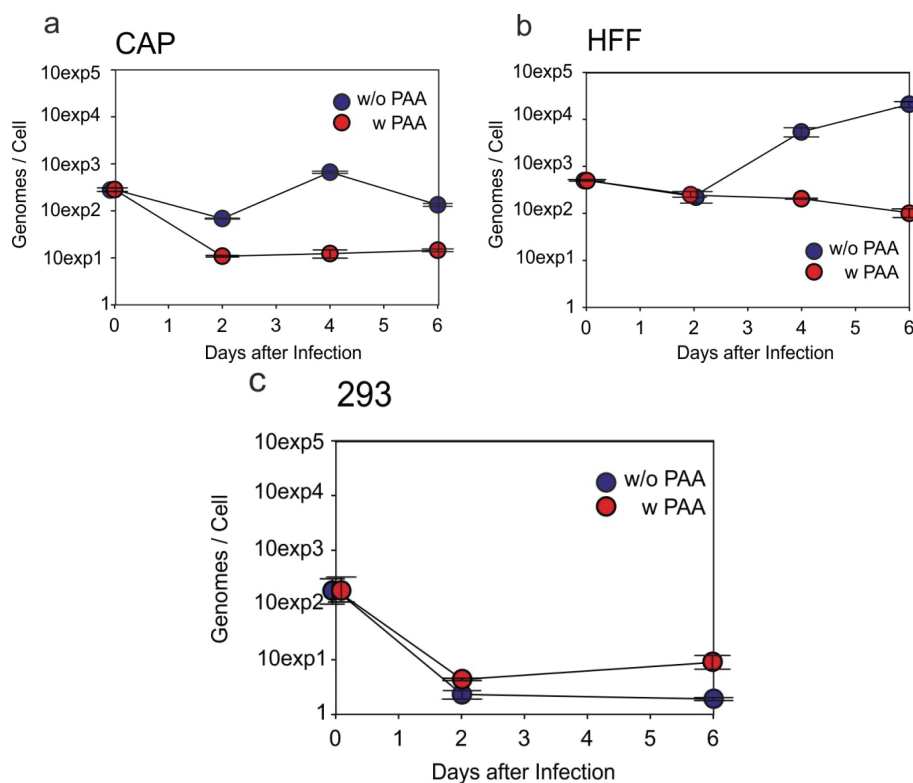 a
CAP
10exp5
10exp4
10exp3
10exp2
10exp1
1
Genomes / Cell
w/o PAA
w PAA
0 1 2 3 4 5 6
Days after Infection
b
HFF
10exp5
10exp4
10exp3
10exp2
10exp1
1
Genomes / Cell
w/o PAA
w PAA
0 1 2 3 4 5 6
Days after Infection
c
293
10exp5
10exp4
10exp3
10exp2
10exp1
1
Genomes / Cell
w/o PAA
w PAA
0 1 2 3 4 5 6
Days after Infection